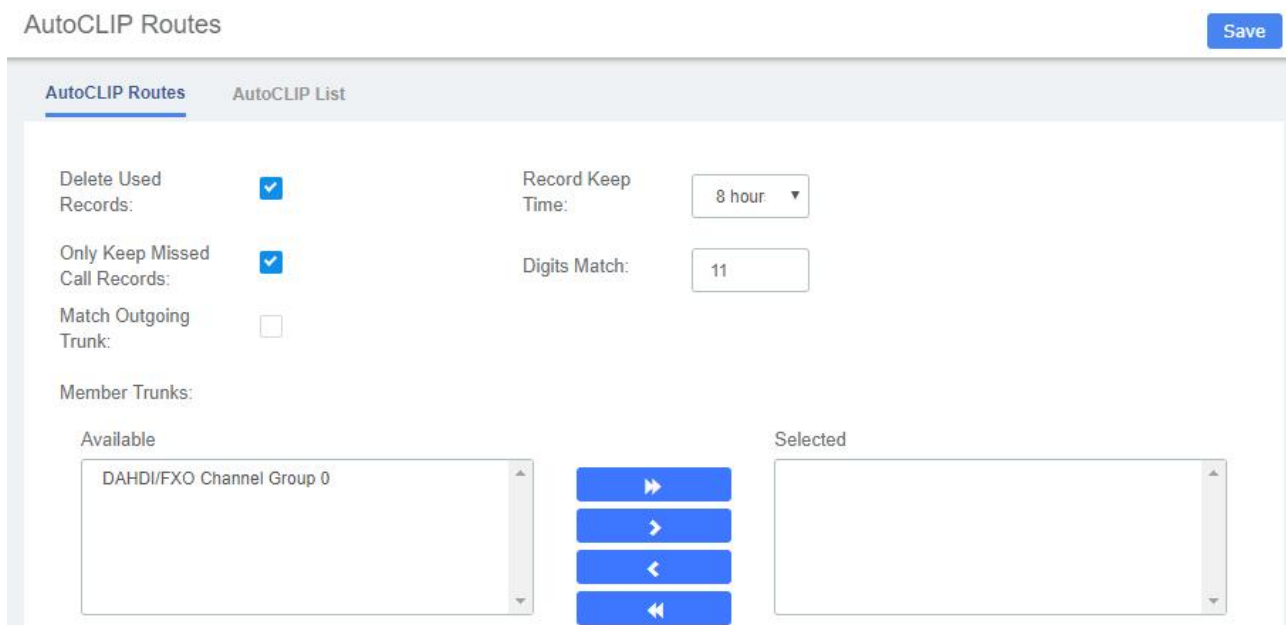 AutoCLIP Routes
Save
AutoCLIP Routes
AutoCLIP List
Delete Used
Records:
Record Keep
Time:
8 hour
Only Keep Missed
Call Records:
Digits Match:
11
Match Outgoing
Trunk:
Member Trunks:
Available
Selected
DAHDI/FXO Channel Group 0